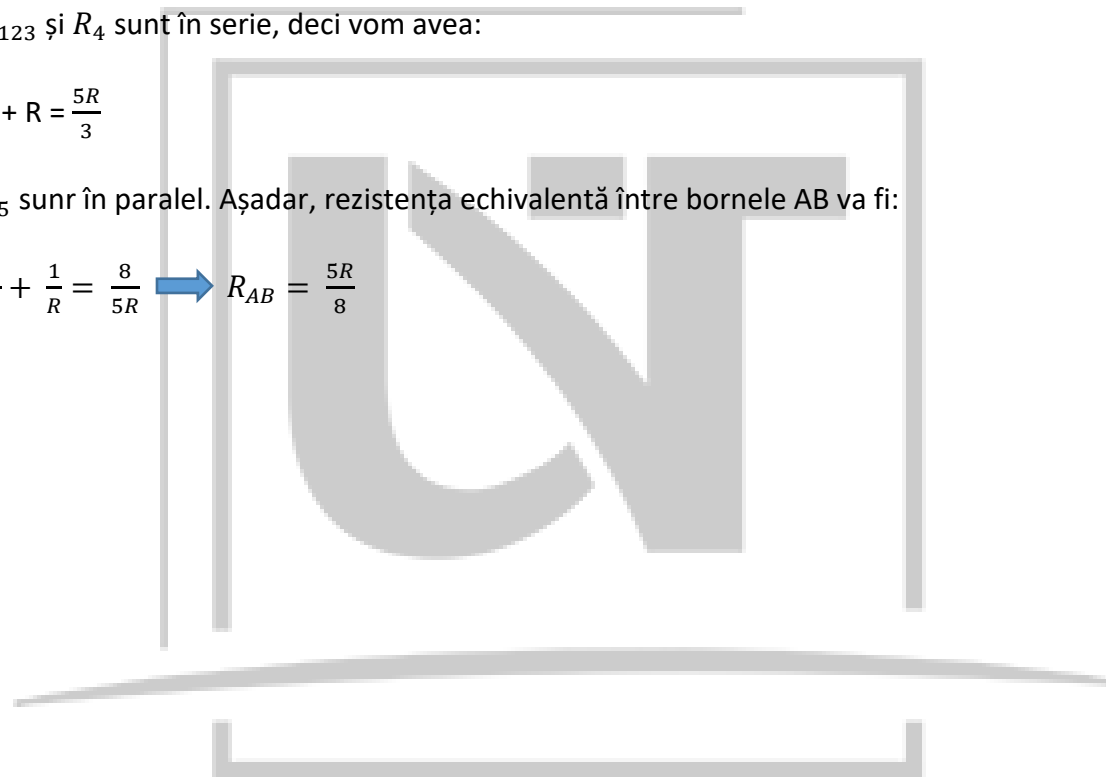 ₁₂₃ și R₄ sunt în serie, deci vom avea:
+ R = 5R/3
₅ sunr în paralel. Așadar, rezistența echivalentă între bornele AB va fi:
+ 1/R = 8/5R ➡ R_AB = 5R/8